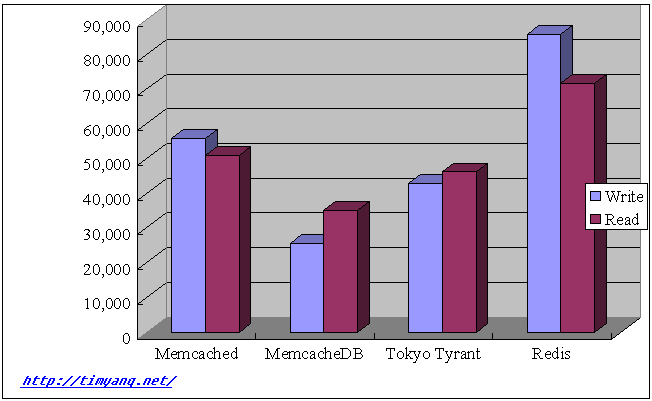 90,000
80,000
70,000
60,000
50,000
40,000
30,000
20,000
10,000
0
Memcached MemcacheDB Tokyo Tyrant Redis
Write
Read
http://timyang.net/